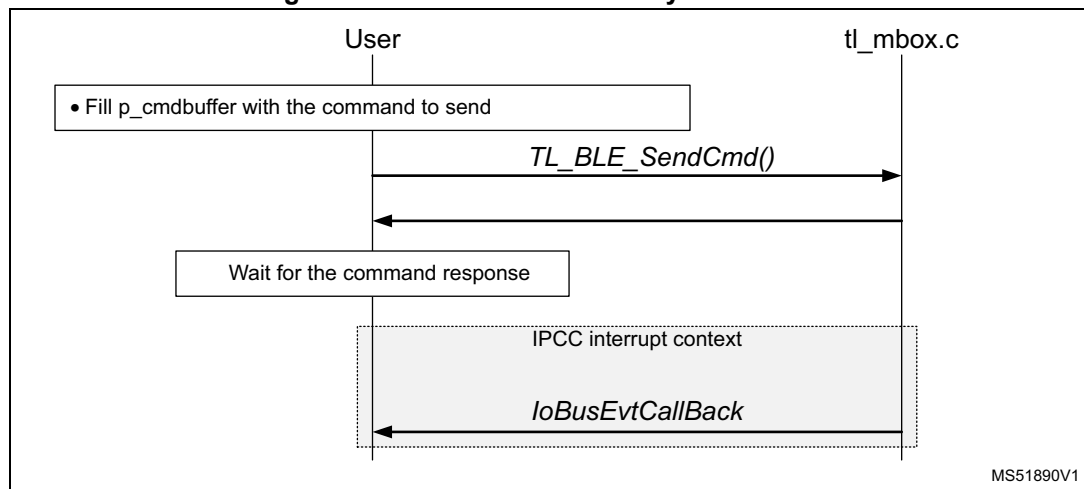 User tl_mbox.c
• Fill p_cmdbuffer with the command to send
TL_BLE_SendCmd()
Wait for the command response
IPCC interrupt context
IoBusEvtCallBack
MS51890V1